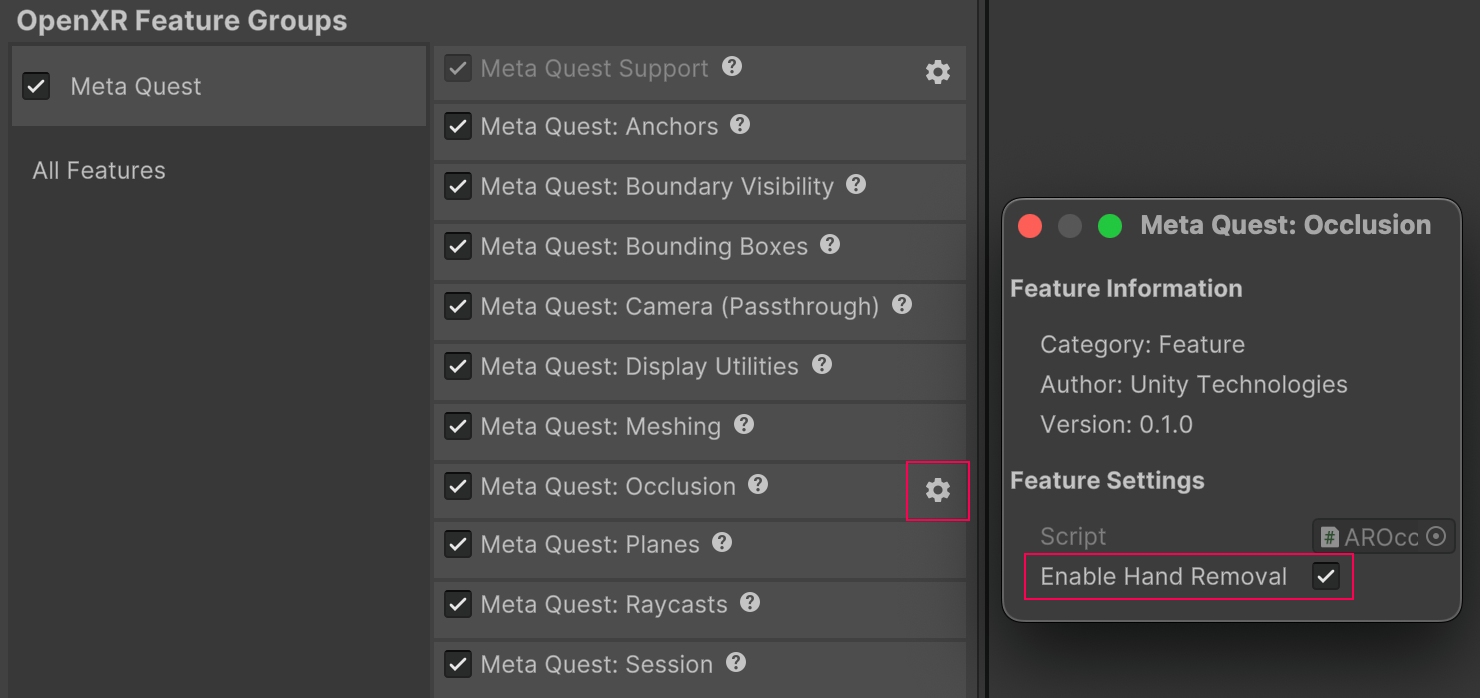 OpenXR Feature Groups
Meta Quest
All Features
Meta Quest Support ?
Meta Quest: Anchors ?
Meta Quest: Boundary Visibility ?
Meta Quest: Bounding Boxes ?
Meta Quest: Camera (Passthrough) ?
Meta Quest: Display Utilities ?
Meta Quest: Meshing ?
Meta Quest: Occlusion ?
Meta Quest: Planes ?
Meta Quest: Raycasts ?
Meta Quest: Session ?
Meta Quest: Occlusion
Feature Information
Category: Feature
Author: Unity Technologies
Version: 0.1.0
Feature Settings
Script # AROcc
Enable Hand Removal